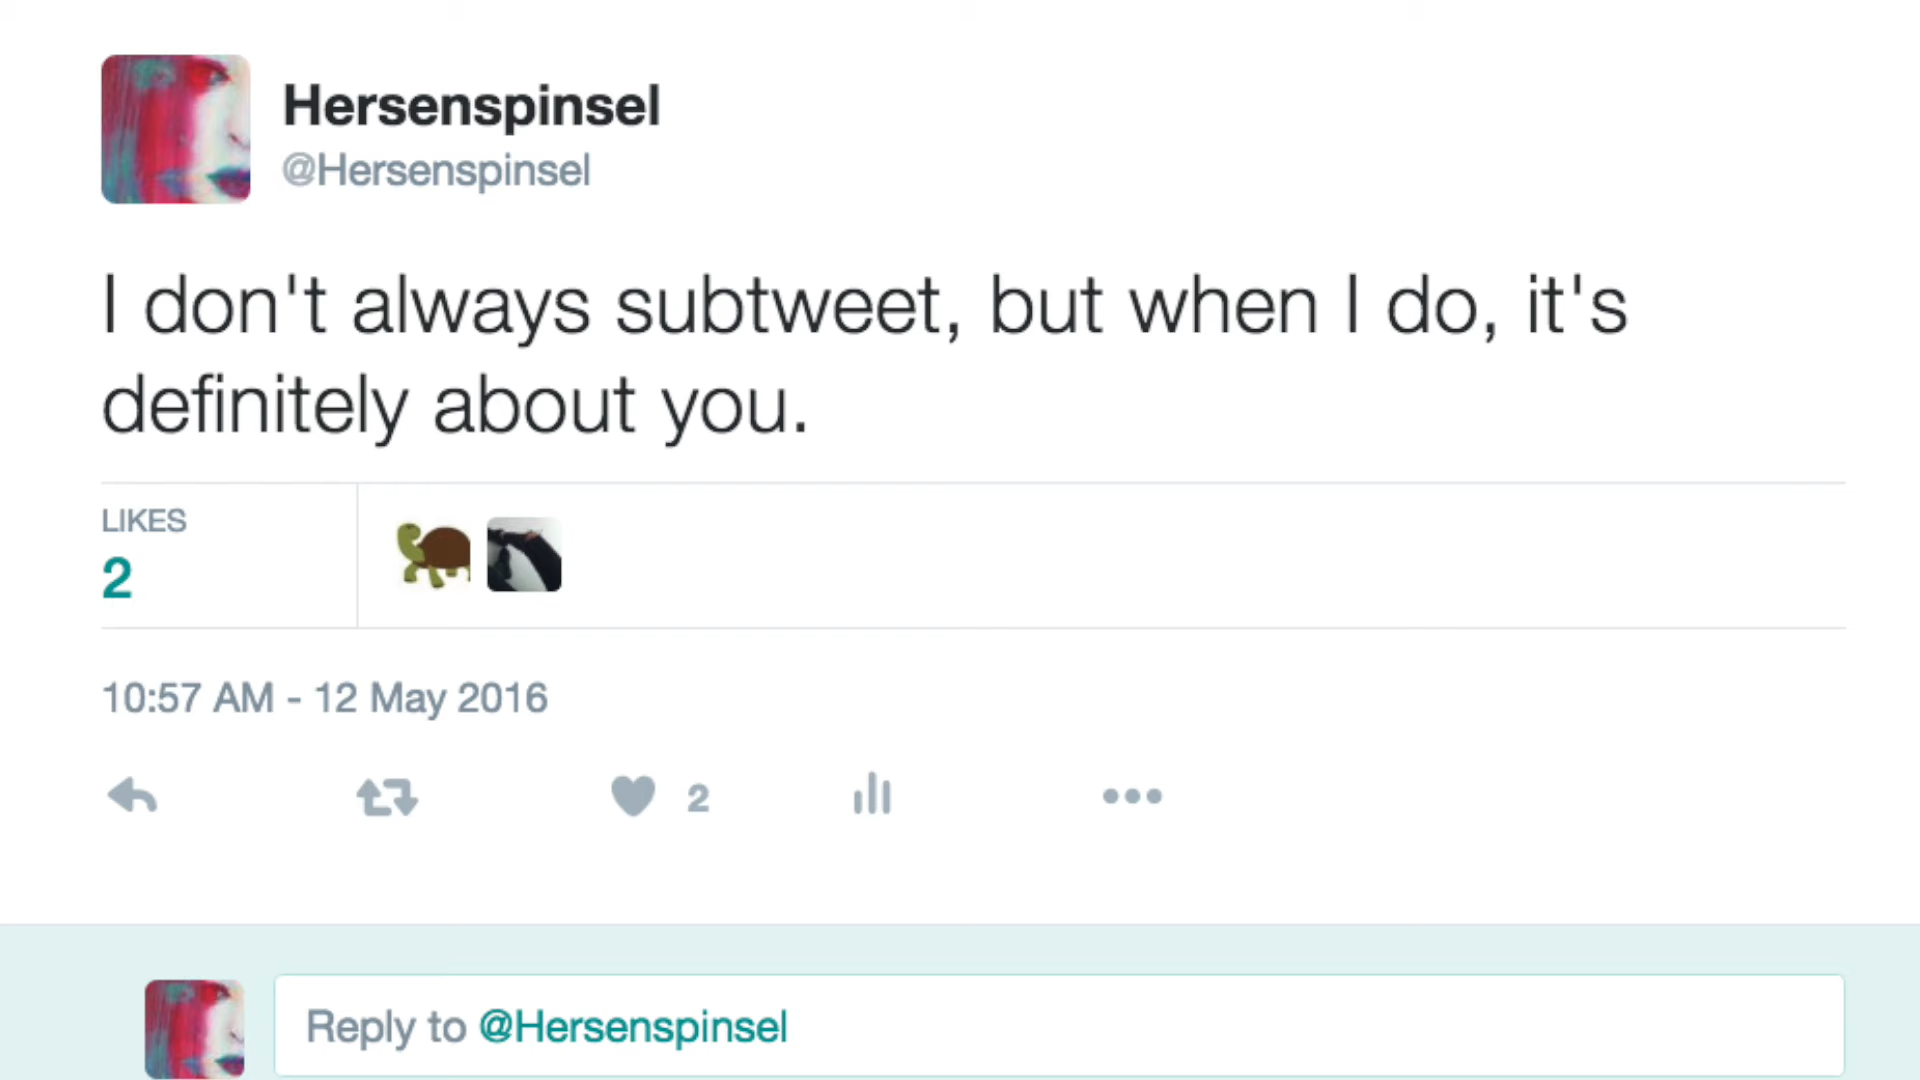 Hersenspinsel
@Hersenspinsel
I don't always subtweet, but when I do, it's
definitely about you.
LIKES
2
10:57 AM - 12 May 2016
2
Reply to @Hersenspinsel